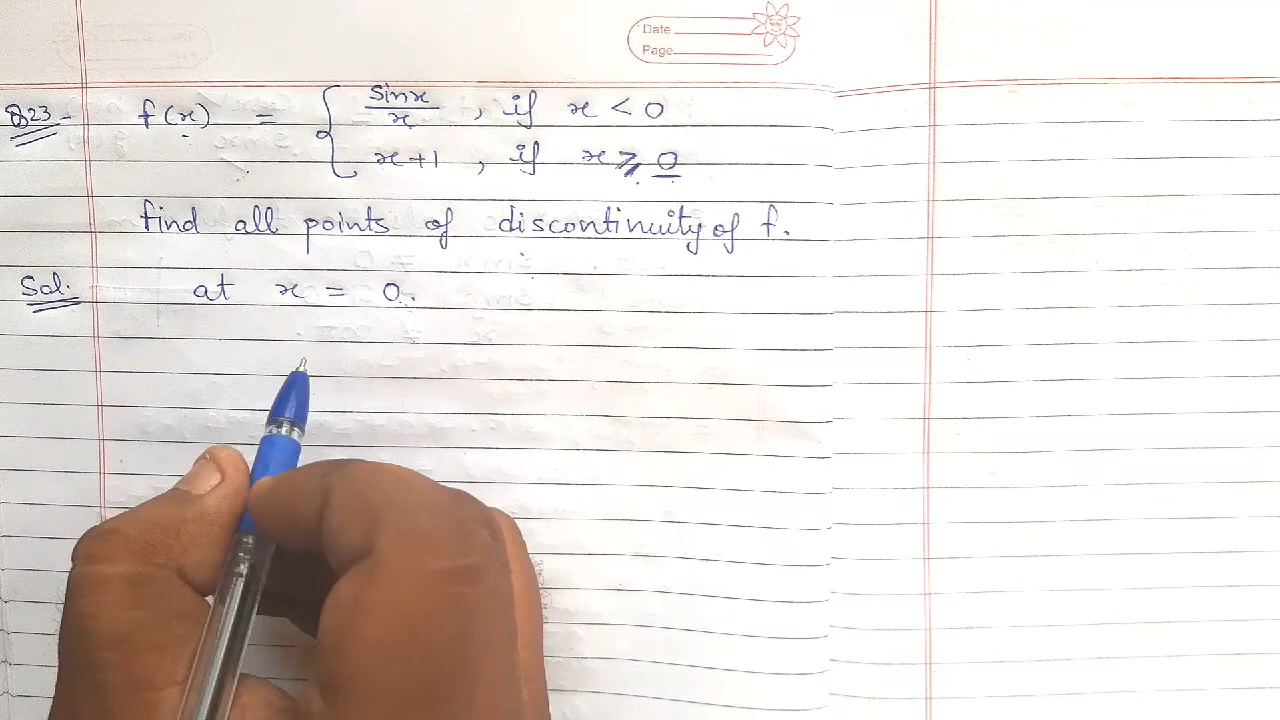 Date
Page
Q23- f(x) = { sinx/x , if x < 0
x+1 , if x ≥ 0
find all points of discontinuity of f.
Sol. at x = 0.